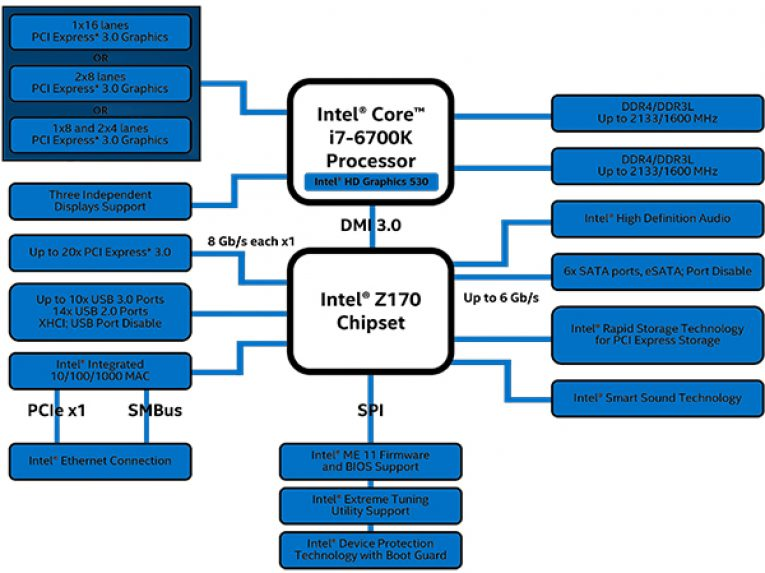 1x16 lanes
PCI Express* 3.0 Graphics
OR
2x8 lanes
PCI Express* 3.0 Graphics
OR
1x8 and 2x4 lanes
PCI Express* 3.0 Graphics
Intel® Core™
i7-6700K
Processor
Intel® HD Graphics 530
DDR4/DDR3L
Up to 2133/1600 MHz
DDR4/DDR3L
Up to 2133/1600 MHz
Three Independent
Displays Support
DMI 3.0
Intel® High Definition Audio
8 Gb/s each x1
Up to 20x PCI Express* 3.0
6x SATA ports, eSATA; Port Disable
Up to 6 Gb/s
Intel® Z170
Chipset
Up to 10x USB 3.0 Ports
14x USB 2.0 Ports
XHCI; USB Port Disable
Intel® Rapid Storage Technology
for PCI Express Storage
Intel® Integrated
10/100/1000 MAC
Intel® Smart Sound Technology
PCIe x1
SMBus
SPI
Intel® Ethernet Connection
Intel® ME 11 Firmware
and BIOS Support
Intel® Extreme Tuning
Utility Support
Intel® Device Protection
Technology with Boot Guard